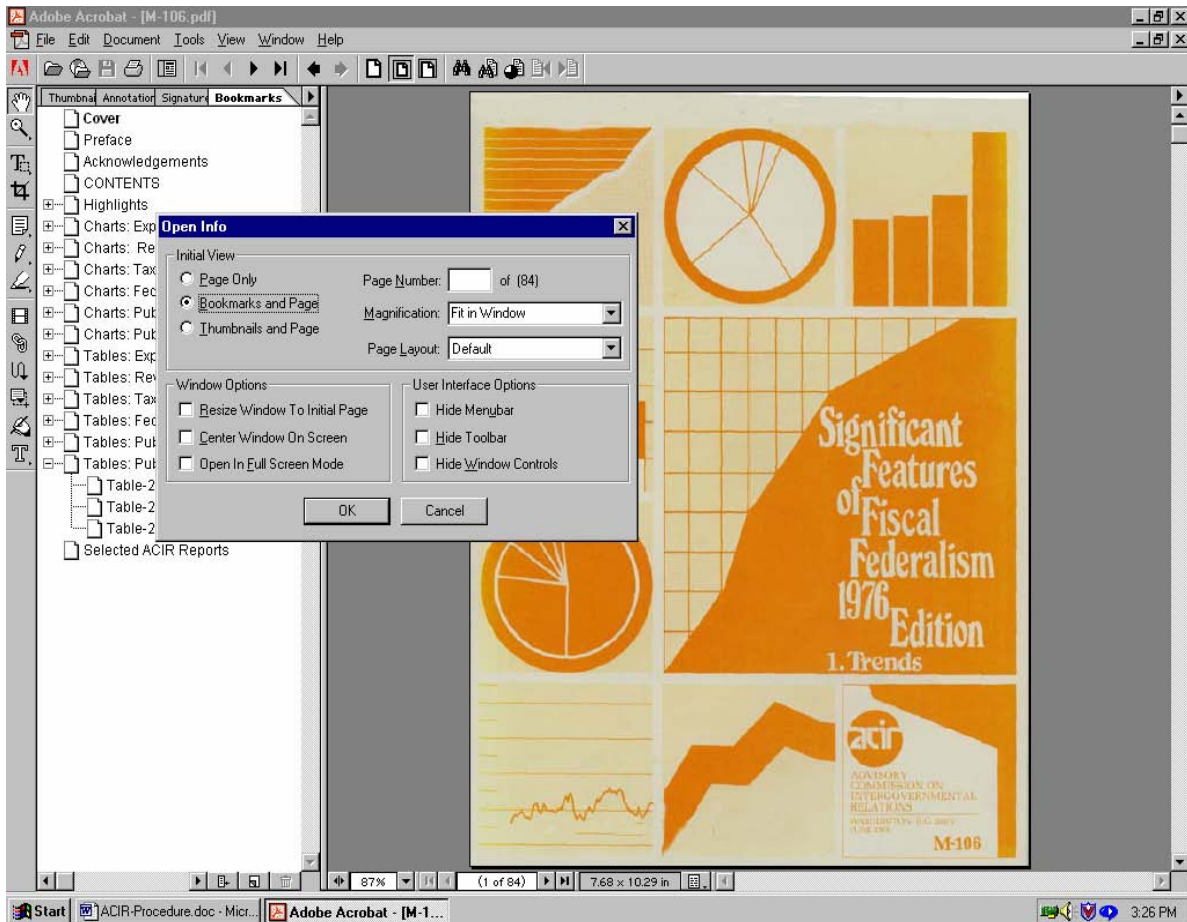 Adobe Acrobat - [M-106.pdf]
File Edit Document Tools View Window Help
Thumbnai Annotation Signature Bookmarks
Cover
Preface
Acknowledgements
CONTENTS
Highlights
Charts: Exp
Charts: Re
Charts: Tax
Charts: Fec
Charts: Pub
Charts: Put
Tables: Exp
Tables: Rev
Tables: Tax
Tables: Fec
Tables: Put
Tables: Put
Table-2
Table-2
Table-2
Selected ACIR Reports
Open Info
Initial View
Page Only
Bookmarks and Page
Thumbnails and Page
Page Number: of (84)
Magnification: Fit in Window
Page Layout: Default
Window Options
Resize Window To Initial Page
Center Window On Screen
Open In Full Screen Mode
User Interface Options
Hide Menubar
Hide Toolbar
Hide Window Controls
OK Cancel
Significant
Features
of Fiscal
Federalism
1976
Edition
1. Trends
acir
ADVISORY
COMMISSION ON
INTERGOVERNMENTAL
RELATIONS
M-106
87% (1 of 84) 7.68 x 10.29 in
Start ACIR-Procedure.doc - Micr... Adobe Acrobat - [M-1... 3:26 PM